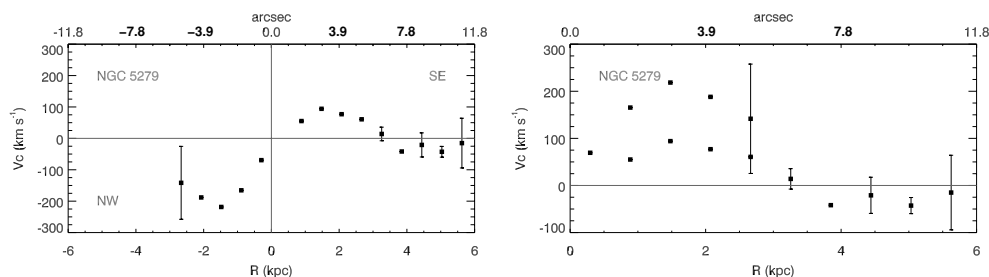 arcsec
-11.8 −7.8 −3.9 0.0 3.9 7.8 11.8
300
200
100
0
-100
-200
-300
Vc (km s⁻¹)
NGC 5279
SE
NW
-6 -4 -2 0 2 4 6
R (kpc)
arcsec
0.0 3.9 7.8 11.8
300
200
100
0
-100
Vc (km s⁻¹)
NGC 5279
0 2 4 6
R (kpc)